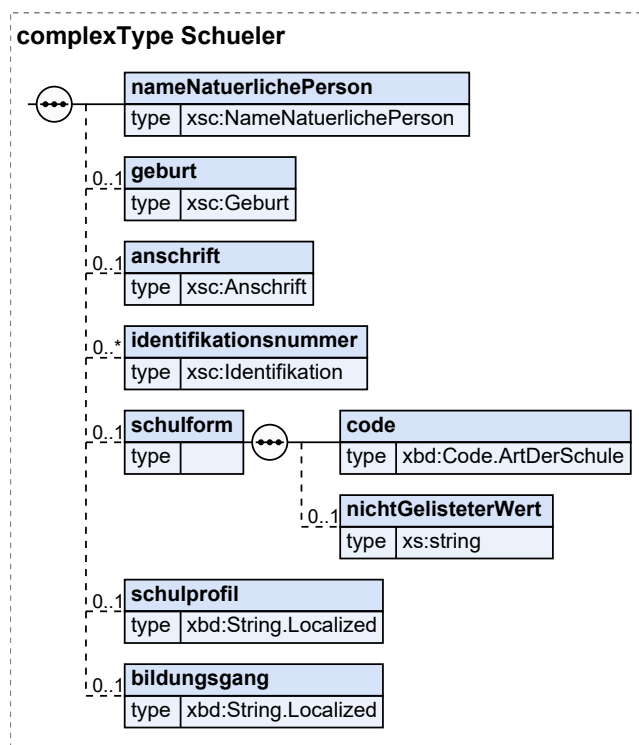 complexType Schueler
nameNatuerlichePerson
type xsc:NameNatuerlichePerson
0..1 geburt
type xsc:Geburt
0..1 anschrift
type xsc:Anschrift
0..* identifikationsnummer
type xsc:Identifikation
0..1 schulform
type
code
type xbd:Code.ArtDerSchule
0..1 nichtGelisteterWert
type xs:string
0..1 schulprofil
type xbd:String.Localized
0..1 bildungsgang
type xbd:String.Localized